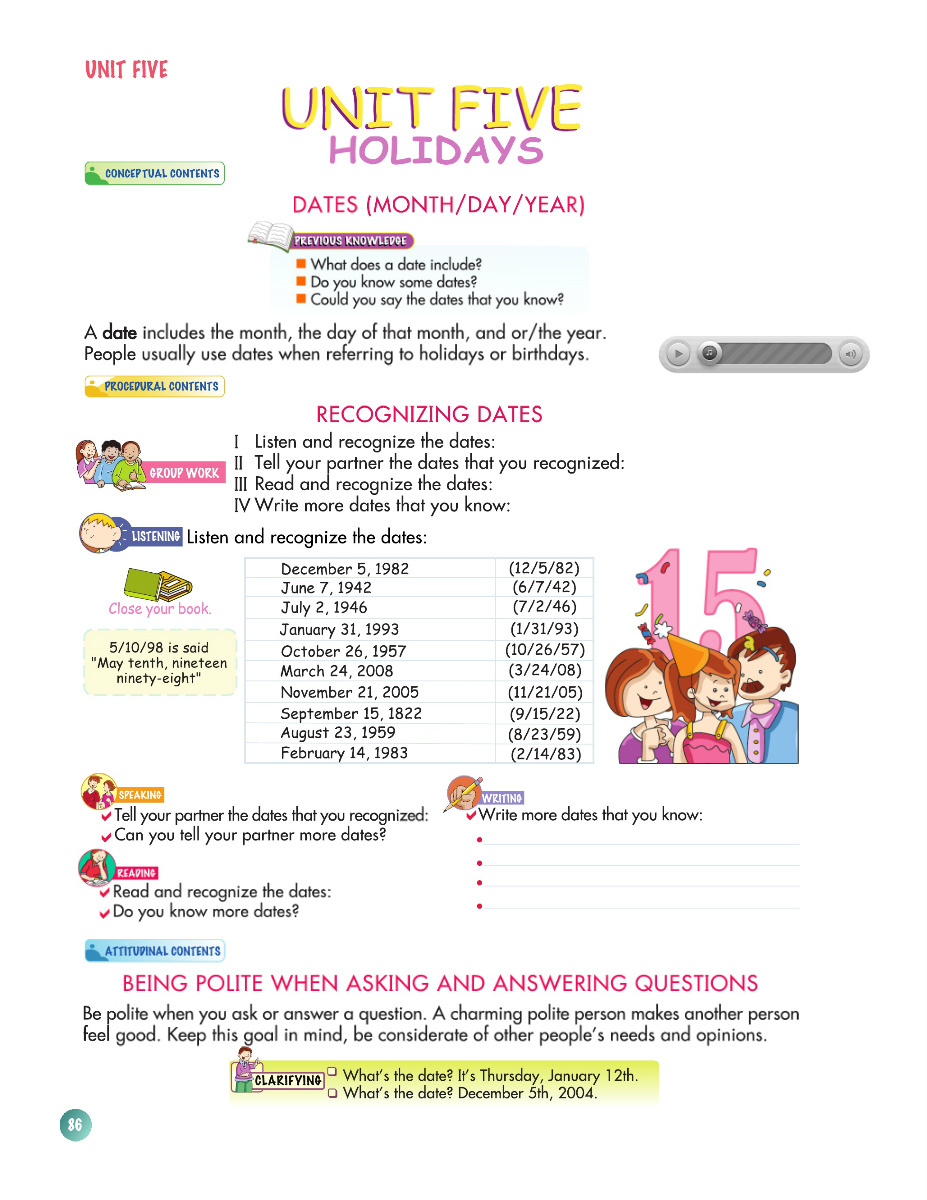 UNIT FIVE
UNIT FIVE
HOLIDAYS
CONCEPTUAL CONTENTS
DATES (MONTH/DAY/YEAR)
PREVIOUS KNOWLEDGE
What does a date include?
Do you know some dates?
Could you say the dates that you know?
A date includes the month, the day of that month, and or/the year.
People usually use dates when referring to holidays or birthdays.
PROCEDURAL CONTENTS
RECOGNIZING DATES
GROUP WORK
I Listen and recognize the dates:
II Tell your partner the dates that you recognized:
III Read and recognize the dates:
IV Write more dates that you know:
LISTENING Listen and recognize the dates:
Close your book.
5/10/98 is said
"May tenth, nineteen
ninety-eight"
December 5, 1982 (12/5/82)
June 7, 1942 (6/7/42)
July 2, 1946 (7/2/46)
January 31, 1993 (1/31/93)
October 26, 1957 (10/26/57)
March 24, 2008 (3/24/08)
November 21, 2005 (11/21/05)
September 15, 1822 (9/15/22)
August 23, 1959 (8/23/59)
February 14, 1983 (2/14/83)
15
SPEAKING
Tell your partner the dates that you recognized:
Can you tell your partner more dates?
READING
Read and recognize the dates:
Do you know more dates?
WRITING
Write more dates that you know:
ATTITUDINAL CONTENTS
BEING POLITE WHEN ASKING AND ANSWERING QUESTIONS
Be polite when you ask or answer a question. A charming polite person makes another person
feel good. Keep this goal in mind, be considerate of other people's needs and opinions.
CLARIFYING
What's the date? It's Thursday, January 12th.
What's the date? December 5th, 2004.
86